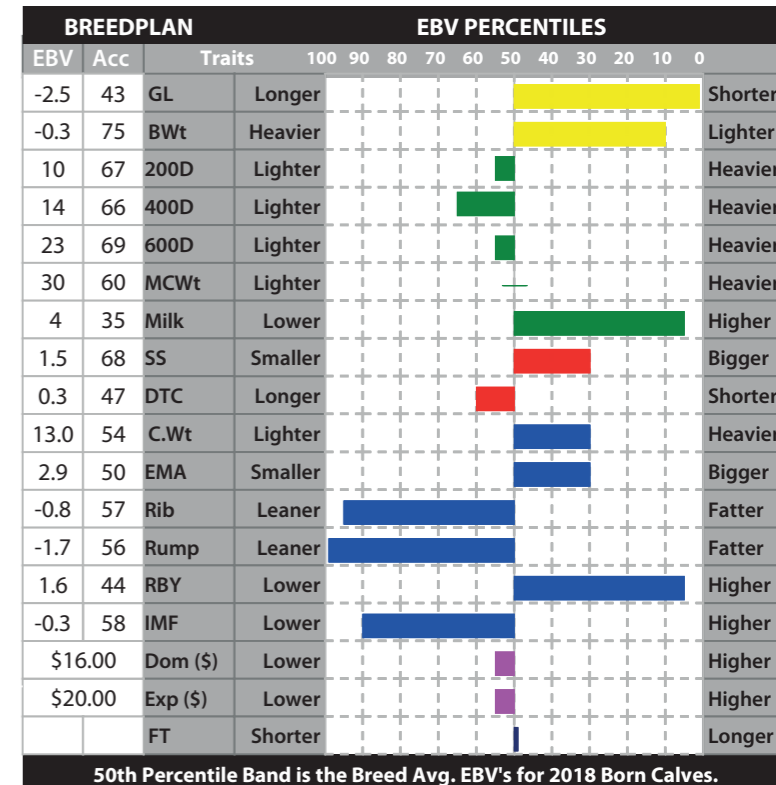 BREEDPLAN EBV PERCENTILES
EBV Acc Traits 100 90 80 70 60 50 40 30 20 10 0
-2.5 43 GL Longer Shorter
-0.3 75 BWt Heavier Lighter
10 67 200D Lighter Heavier
14 66 400D Lighter Heavier
23 69 600D Lighter Heavier
30 60 MCWt Lighter Heavier
4 35 Milk Lower Higher
1.5 68 SS Smaller Bigger
0.3 47 DTC Longer Shorter
13.0 54 C.Wt Lighter Heavier
2.9 50 EMA Smaller Bigger
-0.8 57 Rib Leaner Fatter
-1.7 56 Rump Leaner Fatter
1.6 44 RBY Lower Higher
-0.3 58 IMF Lower Higher
$16.00 Dom ($) Lower Higher
$20.00 Exp ($) Lower Higher
FT Shorter Longer
50th Percentile Band is the Breed Avg. EBV's for 2018 Born Calves.